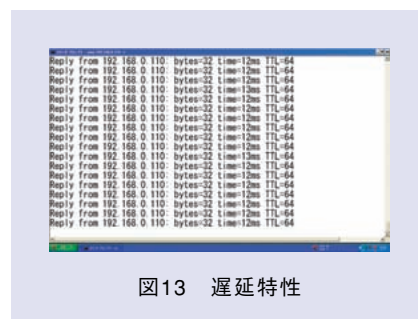 Reply from 192.168.0.110: bytes=32 time=12ms TTL=64
Reply from 192.168.0.110: bytes=32 time=12ms TTL=64
Reply from 192.168.0.110: bytes=32 time=12ms TTL=64
Reply from 192.168.0.110: bytes=32 time=13ms TTL=64
Reply from 192.168.0.110: bytes=32 time=12ms TTL=64
Reply from 192.168.0.110: bytes=32 time=13ms TTL=64
Reply from 192.168.0.110: bytes=32 time=12ms TTL=64
Reply from 192.168.0.110: bytes=32 time=12ms TTL=64
Reply from 192.168.0.110: bytes=32 time=12ms TTL=64
Reply from 192.168.0.110: bytes=32 time=12ms TTL=64
Reply from 192.168.0.110: bytes=32 time=13ms TTL=64
Reply from 192.168.0.110: bytes=32 time=12ms TTL=64
Reply from 192.168.0.110: bytes=32 time=13ms TTL=64
Reply from 192.168.0.110: bytes=32 time=12ms TTL=64
Reply from 192.168.0.110: bytes=32 time=12ms TTL=64
Reply from 192.168.0.110: bytes=32 time=12ms TTL=64
Reply from 192.168.0.110: bytes=32 time=12ms TTL=64
Reply from 192.168.0.110: bytes=32 time=12ms TTL=64
図13 遅延特性